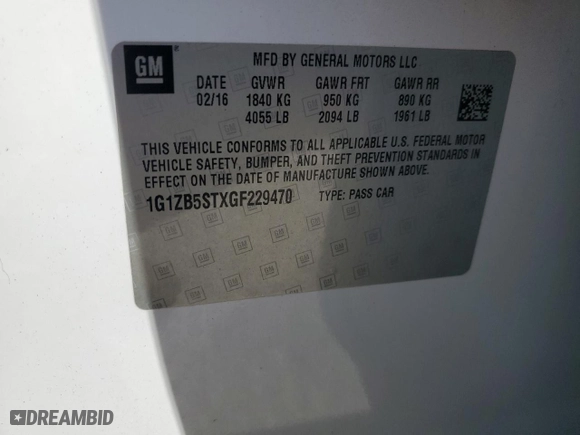 GM
MFD BY GENERAL MOTORS LLC
DATE GVWR GAWR FRT GAWR RR
02/16 1840 KG 950 KG 890 KG
4055 LB 2094 LB 1961 LB
THIS VEHICLE CONFORMS TO ALL APPLICABLE U.S. FEDERAL MOTOR
VEHICLE SAFETY, BUMPER, AND THEFT PREVENTION STANDARDS IN
EFFECT ON THE DATE OF MANUFACTURE SHOWN ABOVE.
1G1ZB5STXGF229470 TYPE: PASS CAR
DREAMBID